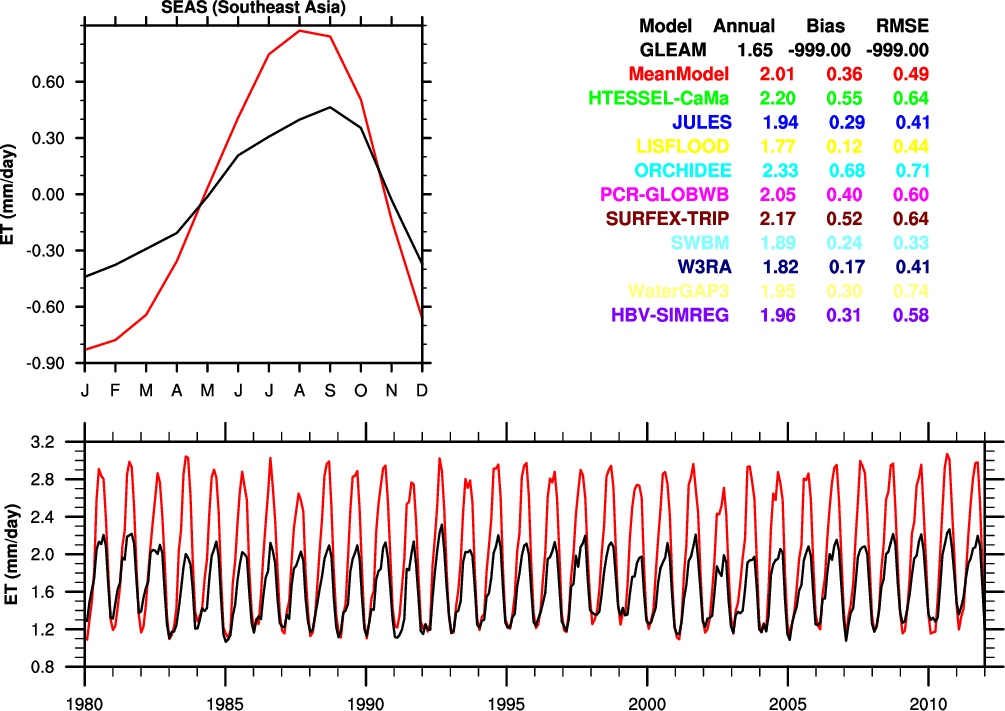 SEAS (Southeast Asia)
ET (mm/day)
0.60
0.30
0.00
-0.30
-0.60
-0.90
J F M A M J J A S O N D
Model Annual Bias RMSE
GLEAM 1.65 -999.00 -999.00
MeanModel 2.01 0.36 0.49
HTESSEL-CaMa 2.20 0.55 0.64
JULES 1.94 0.29 0.41
LISFLOOD 1.77 0.12 0.44
ORCHIDEE 2.33 0.68 0.71
PCR-GLOBWB 2.05 0.40 0.60
SURFEX-TRIP 2.17 0.52 0.64
SWBM 1.89 0.24 0.33
W3RA 1.82 0.17 0.41
WaterGAP3 1.95 0.30 0.74
HBV-SIMREG 1.96 0.31 0.58
ET (mm/day)
3.2
2.8
2.4
2.0
1.6
1.2
0.8
1980 1985 1990 1995 2000 2005 2010